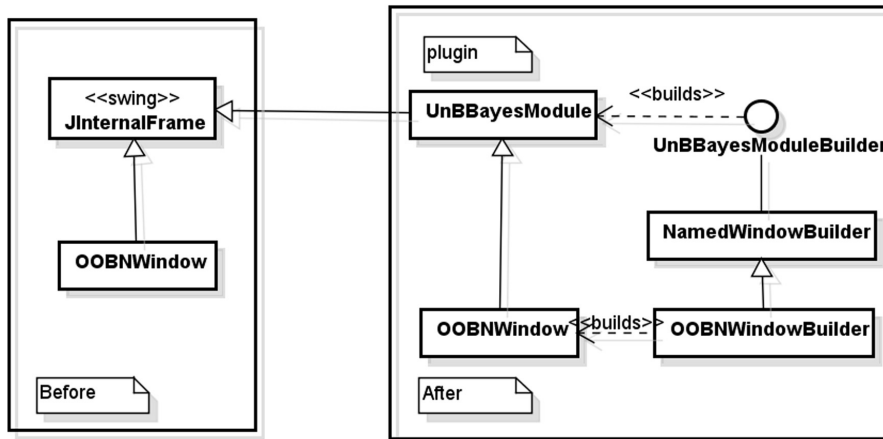 <<swing>>
JInternalFrame
OOBNWindow
Before
plugin
UnBBayesModule
<<builds>>
UnBBayesModuleBuilder
NamedWindowBuilder
OOBNWindow
<<builds>>
OOBNWindowBuilder
After